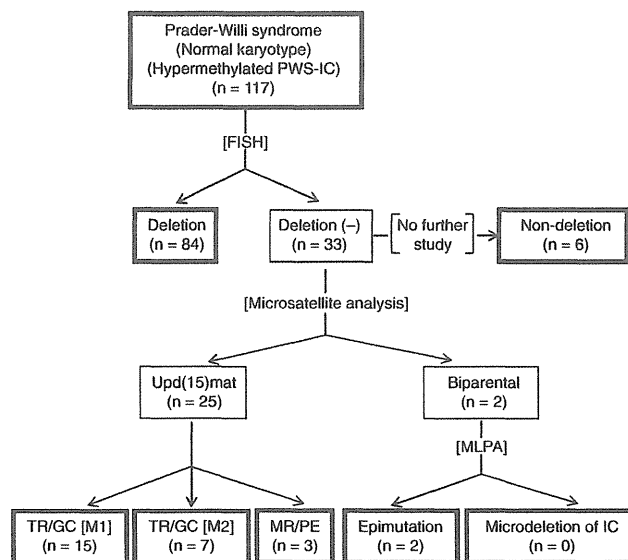 Prader-Willi syndrome
(Normal karyotype)
(Hypermethylated PWS-IC)
(n = 117)
[FISH]
Deletion
(n = 84)
Deletion (–)
(n = 33)
[No further
study]
Non-deletion
(n = 6)
[Microsatellite analysis]
Upd(15)mat
(n = 25)
Biparental
(n = 2)
[MLPA]
TR/GC [M1]
(n = 15)
TR/GC [M2]
(n = 7)
MR/PE
(n = 3)
Epimutation
(n = 2)
Microdeletion of IC
(n = 0)